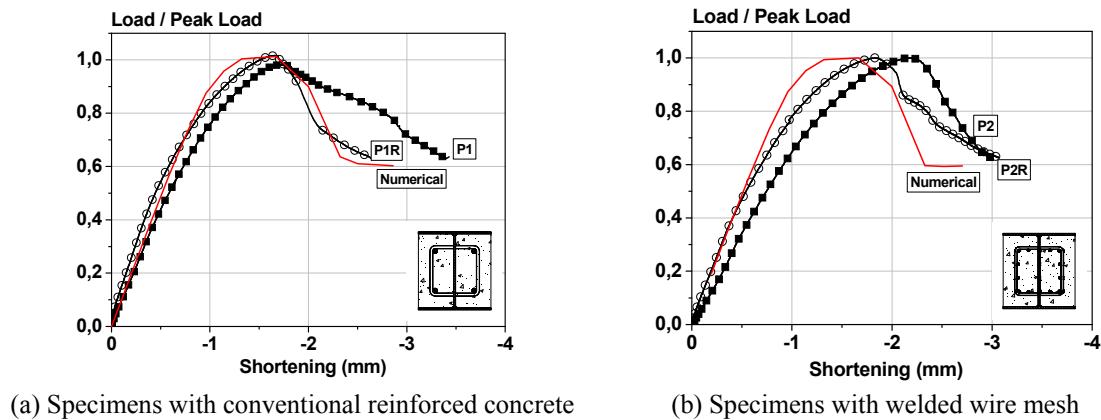 Load / Peak Load
1,0
0,8
0,6
0,4
0,2
0,0
0
-1
-2
-3
-4
P1R
P1
Numerical
Shortening (mm)
(a) Specimens with conventional reinforced concrete
Load / Peak Load
1,0
0,8
0,6
0,4
0,2
0,0
0
-1
-2
-3
-4
P2
P2R
Numerical
Shortening (mm)
(b) Specimens with welded wire mesh